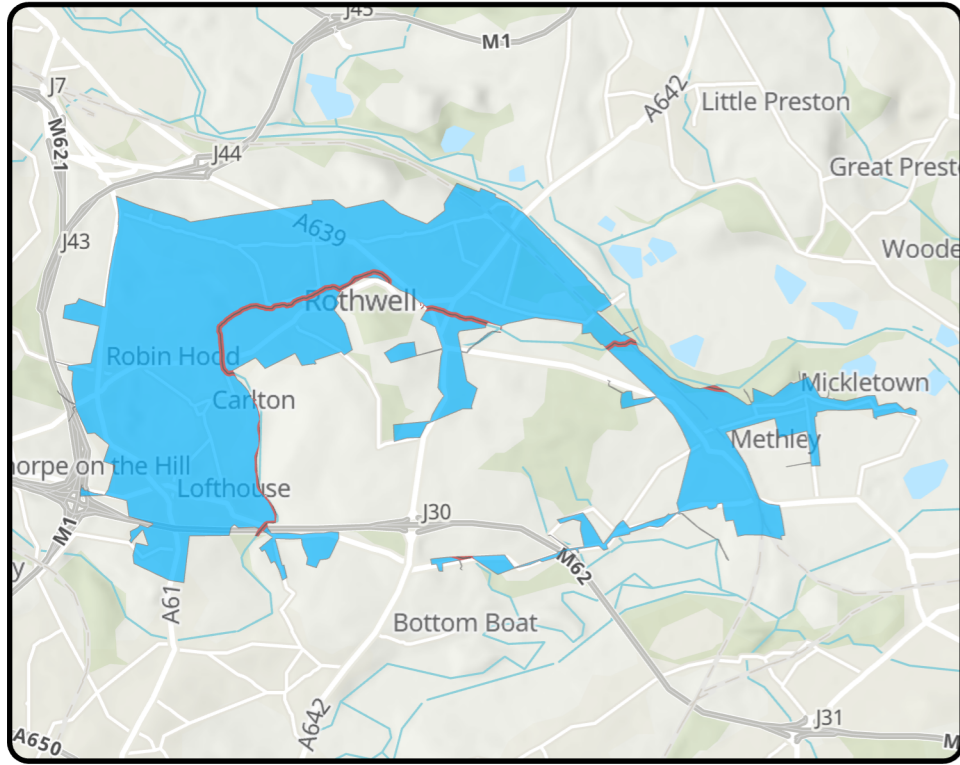 J45
M1
J7
A642
Little Preston
M621
J44
Great Prest
A639
J43
Woode
Rothwell
Robin Hood
Mickletown
Carlton
Methley
horpe on the Hill
Lofthouse
J30
M1
M62
y
A61
Bottom Boat
A642
J31
A650
M